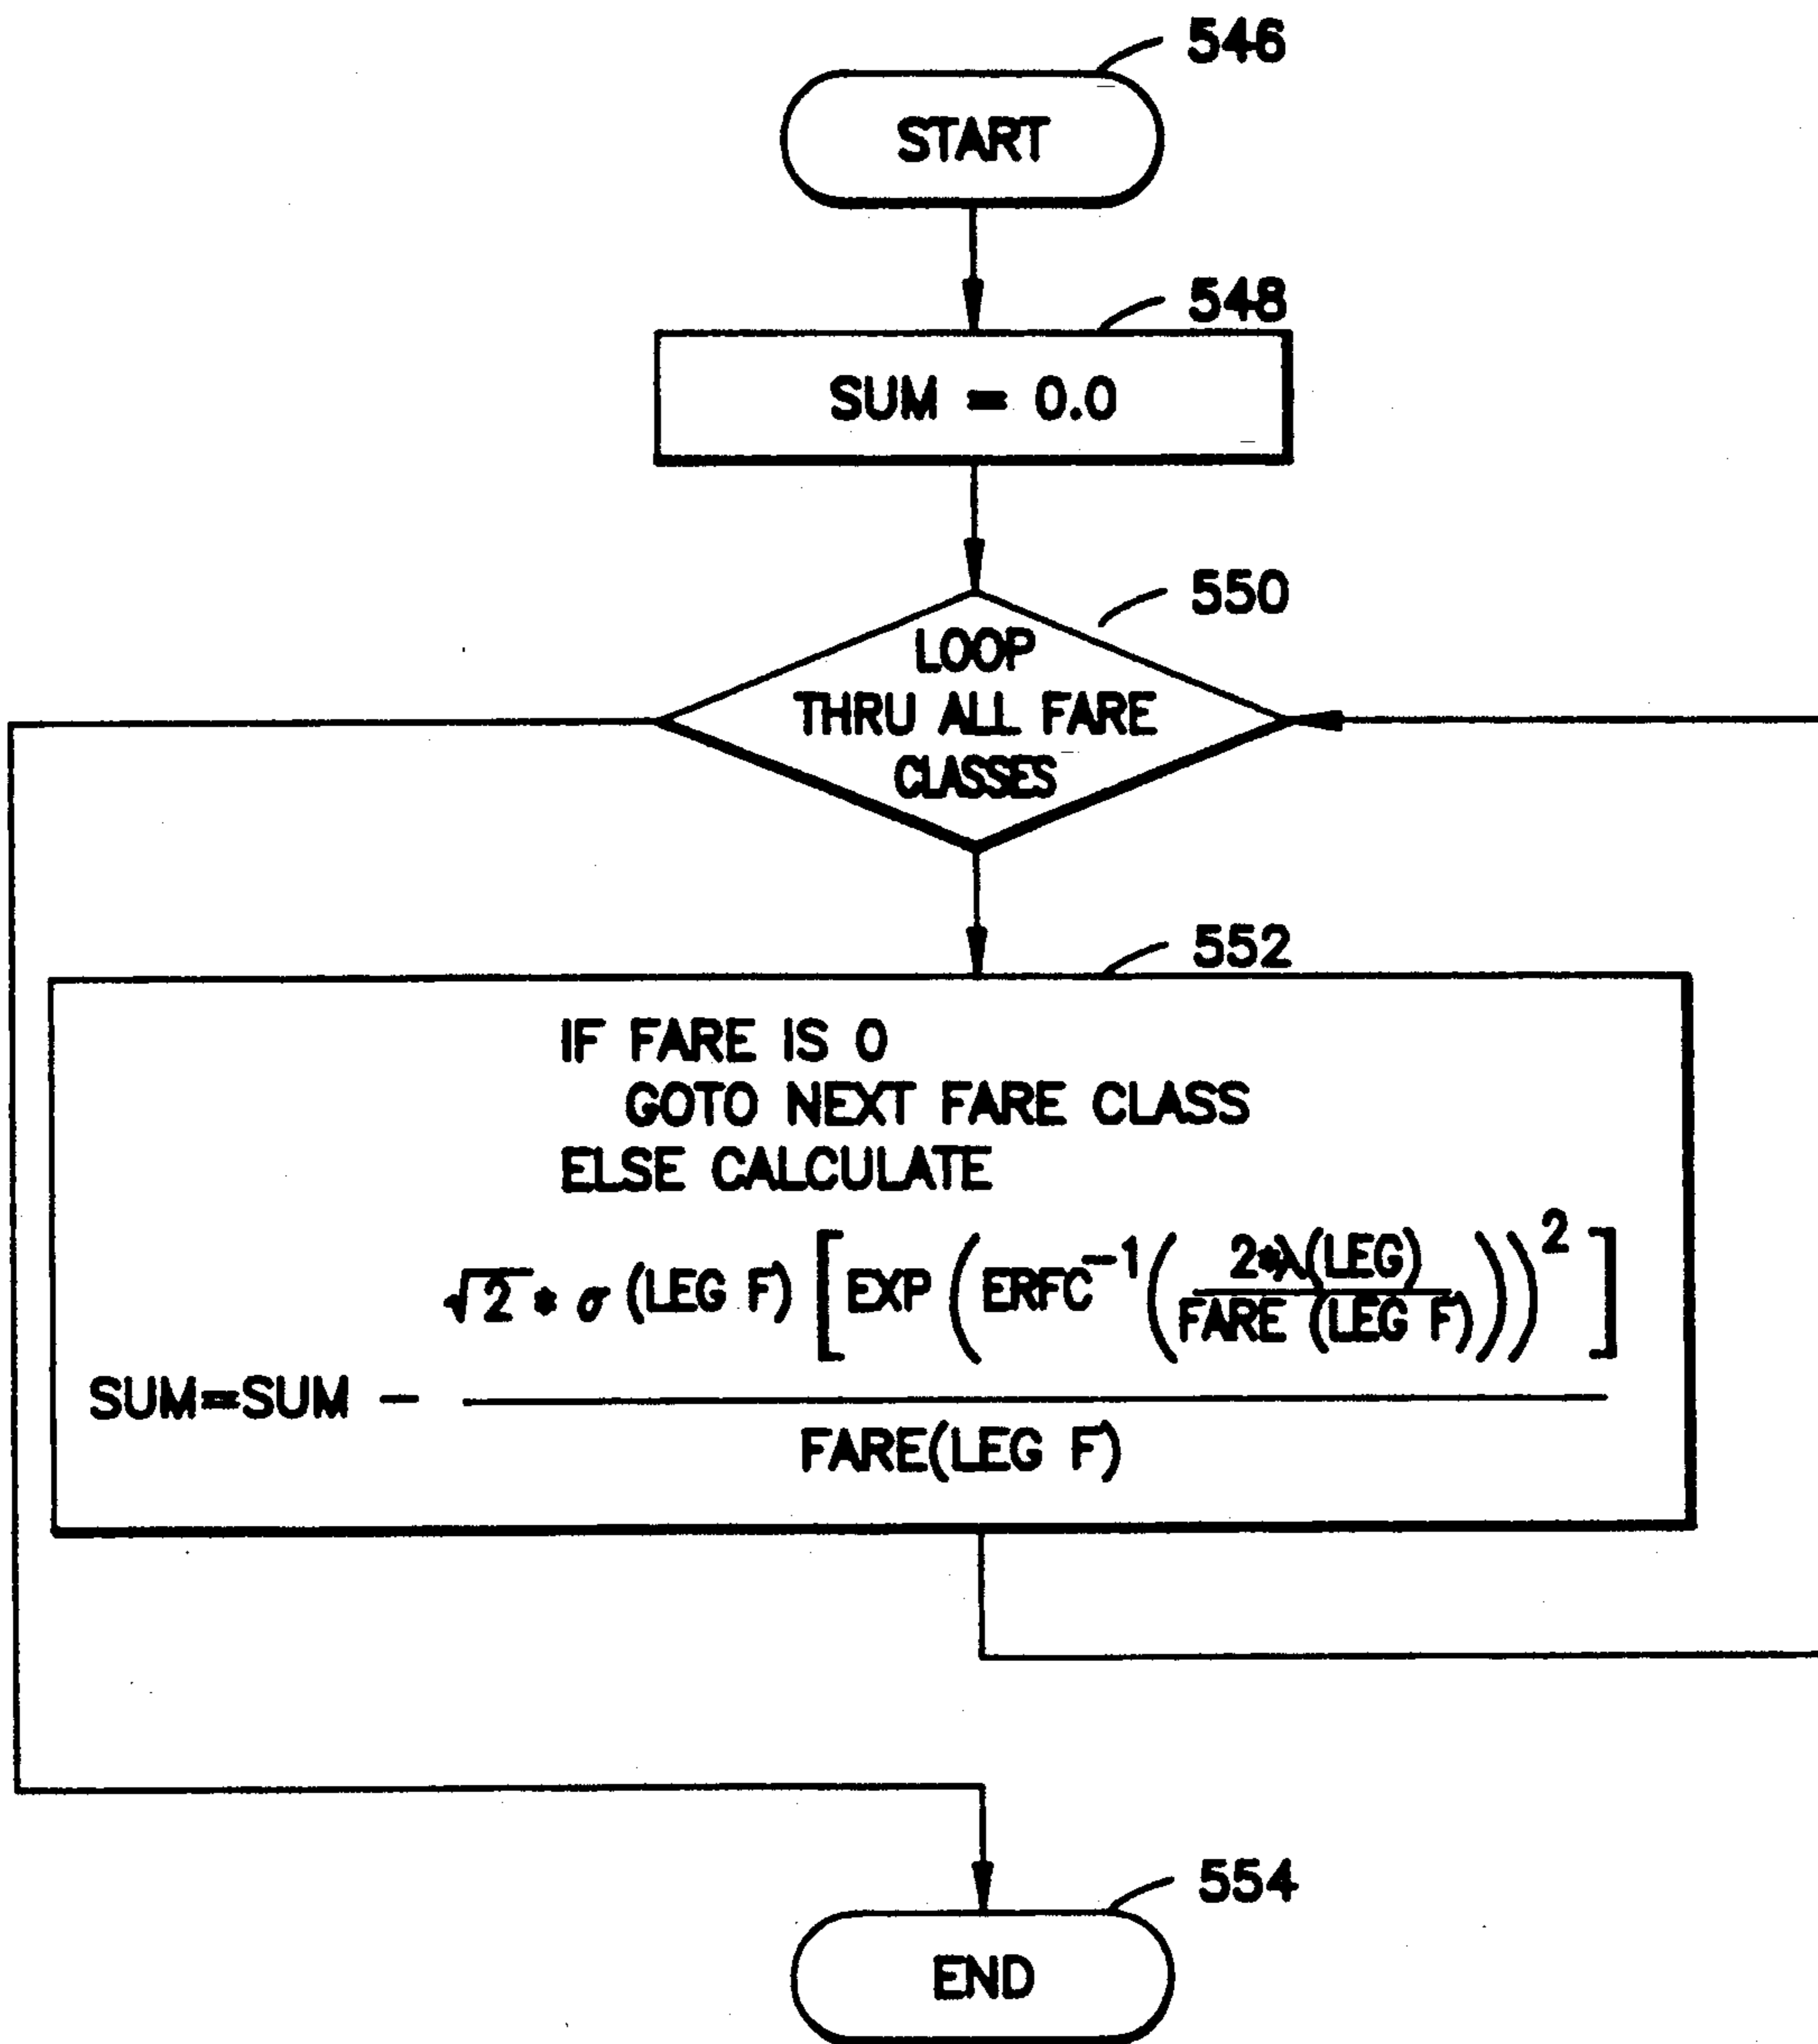 546
START
548
SUM = 0.0
550
LOOP
THRU ALL FARE
CLASSES
552
IF FARE IS 0
GOTO NEXT FARE CLASS
ELSE CALCULATE
SUM=SUM - √2 * σ (LEG F) [EXP (ERFC⁻¹ (2*λ(LEG) / FARE (LEG F)))²] / FARE(LEG F)
554
END